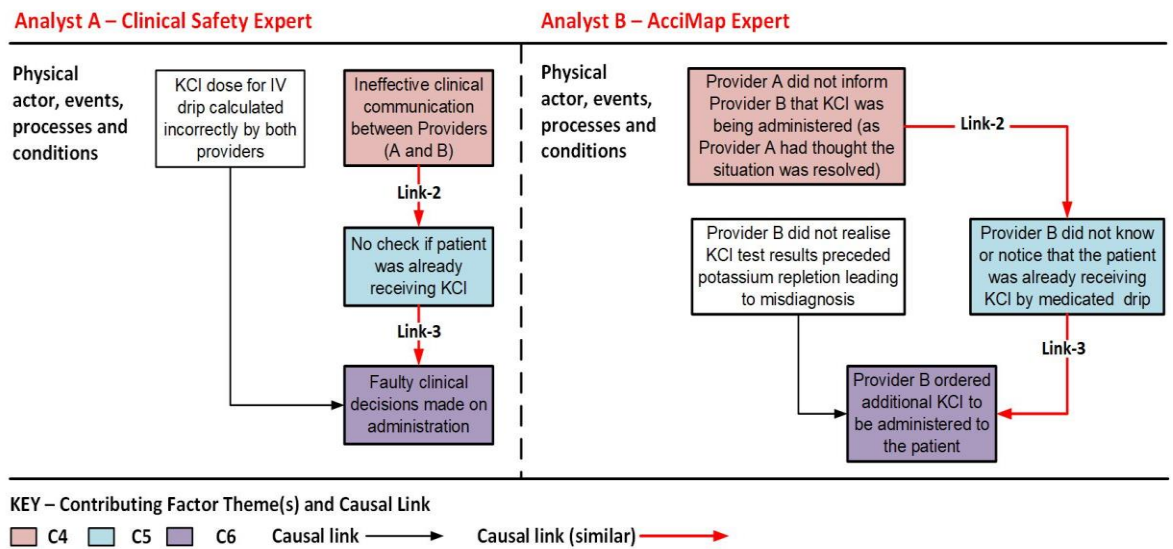 Analyst A – Clinical Safety Expert
Physical
actor, events,
processes and
conditions
KCI dose for IV
drip calculated
incorrectly by both
providers
Ineffective clinical
communication
between Providers
(A and B)
Link-2
No check if patient
was already
receiving KCI
Link-3
Faulty clinical
decisions made on
administration
Analyst B – AcciMap Expert
Physical
actor, events,
processes and
conditions
Provider A did not inform
Provider B that KCI was
being administered (as
Provider A had thought the
situation was resolved)
Link-2
Provider B did not realise
KCI test results preceded
potassium repletion leading
to misdiagnosis
Provider B did not know
or notice that the patient
was already receiving
KCI by medicated drip
Link-3
Provider B ordered
additional KCI to
be administered to
the patient
KEY – Contributing Factor Theme(s) and Causal Link
C4 C5 C6 Causal link Causal link (similar)